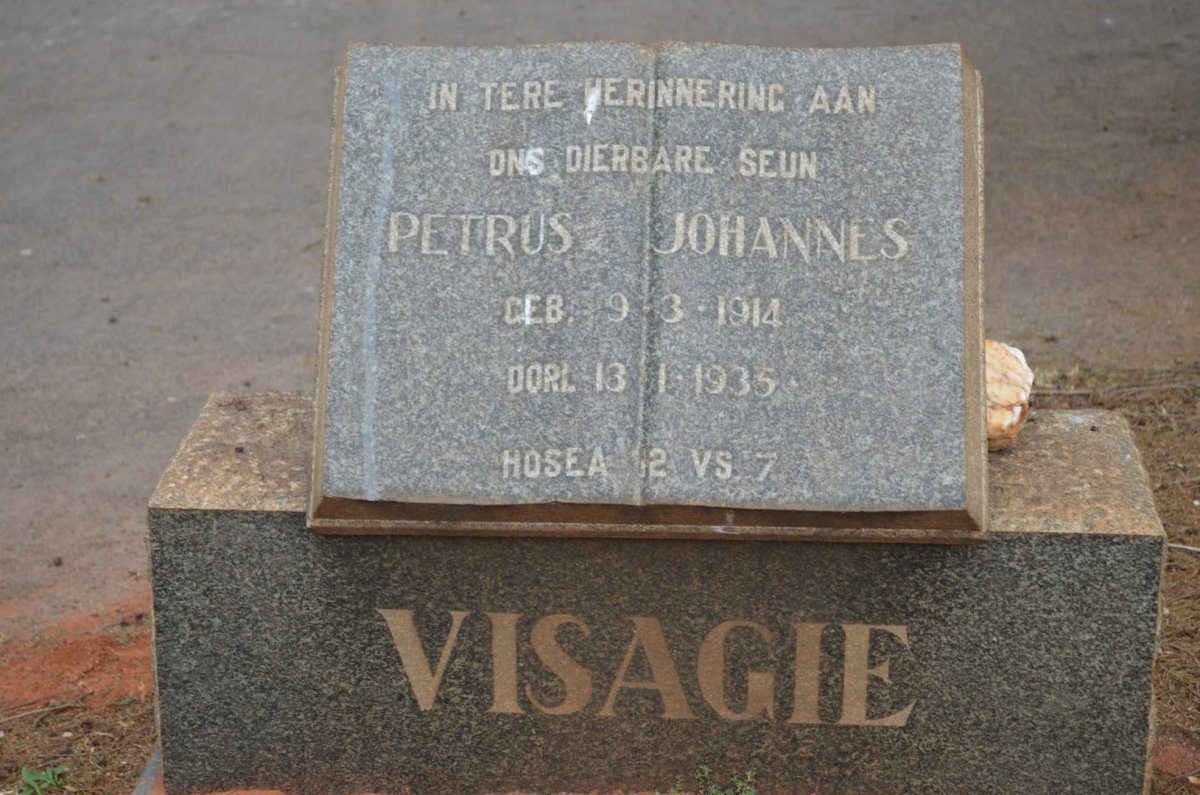 IN TERE HERINNERING AAN
ONS DIERBARE SEUN
PETRUS JOHANNES
GEB. 9·3·1914
OORL 13·1·1935
HOSEA 12 VS. 7
VISAGIE